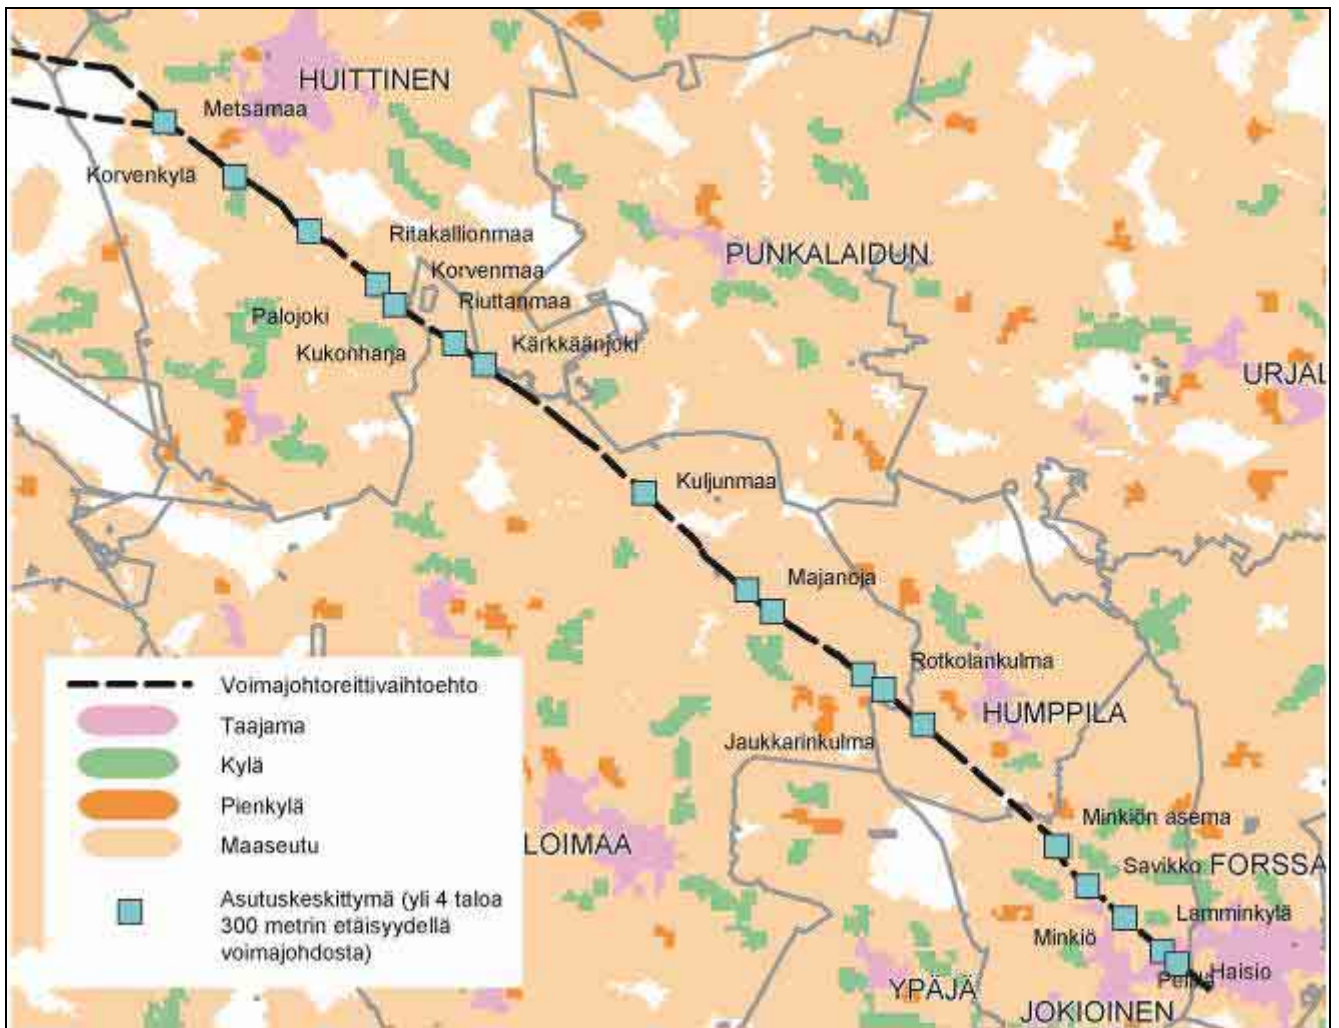 HUITTINEN
Metsämaa
Korvenkylä
Ritakallionmaa
PUNKALAIDUN
Korvenmaa
Riuttanmaa
Palojoki
Kukonharja
Kärkkäänjoki
URJAL
Kuljunmaa
Majanoja
Rotkolankulma
HUMPPILA
Jaukkarinkulma
Minkiön asema
LOIMAA
Savikko
FORSSA
Lamminkylä
Minkiö
Haisio
YPÄJÄ
JOKIOINEN
Voimajohtoreittivaihtoehto
Taajama
Kylä
Pienkylä
Maaseutu
Asutuskeskittymä (yli 4 taloa
300 metrin etäisyydellä
voimajohdosta)